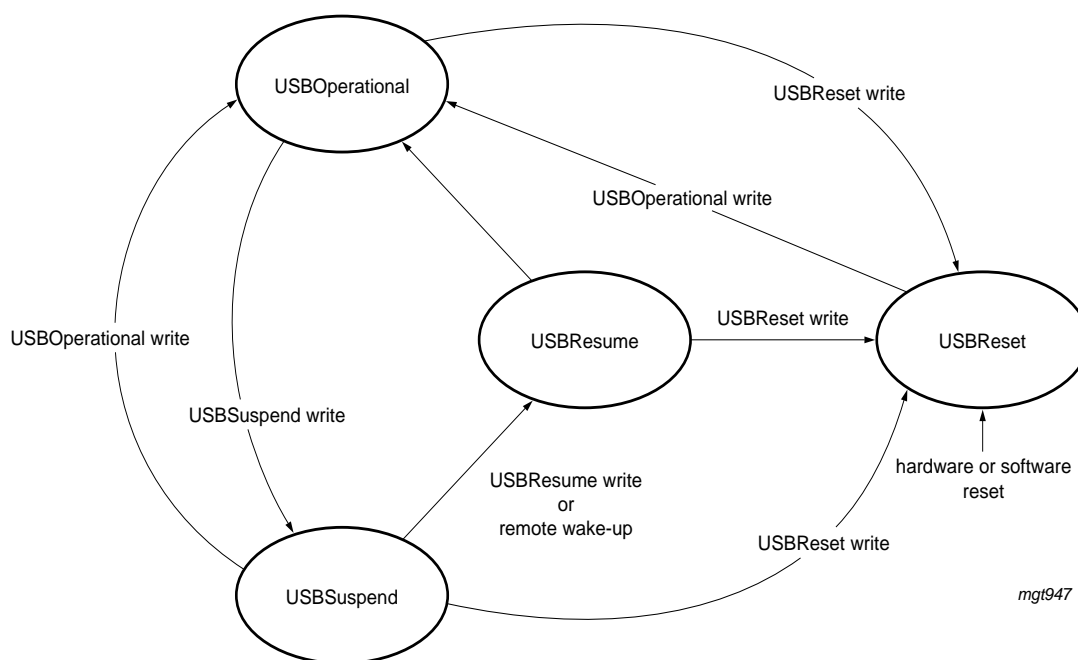 USBOperational
USBReset write
USBOperational write
USBOperational write
USBResume
USBReset write
USBReset
USBSuspend write
USBResume write
or
remote wake-up
hardware or software
reset
USBReset write
USBSuspend
mgt947